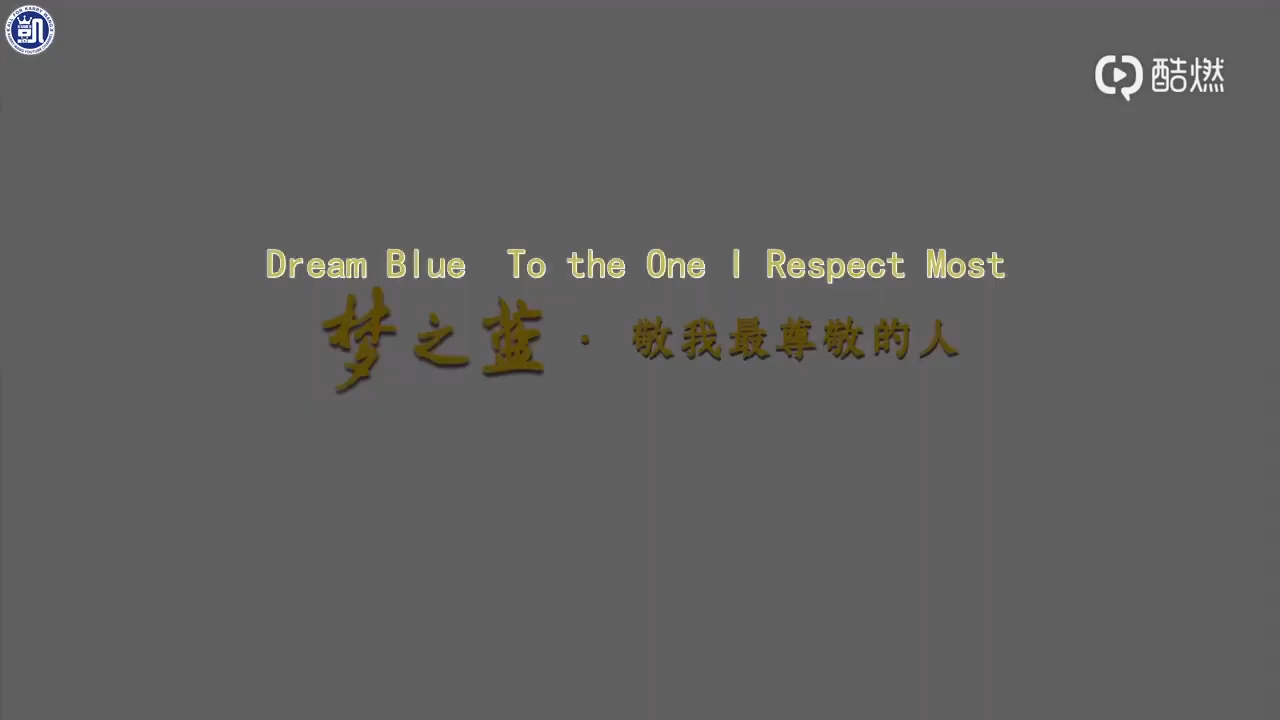 凯
酷燃
Dream Blue To the One I Respect Most
梦之蓝 · 敬我最尊敬的人